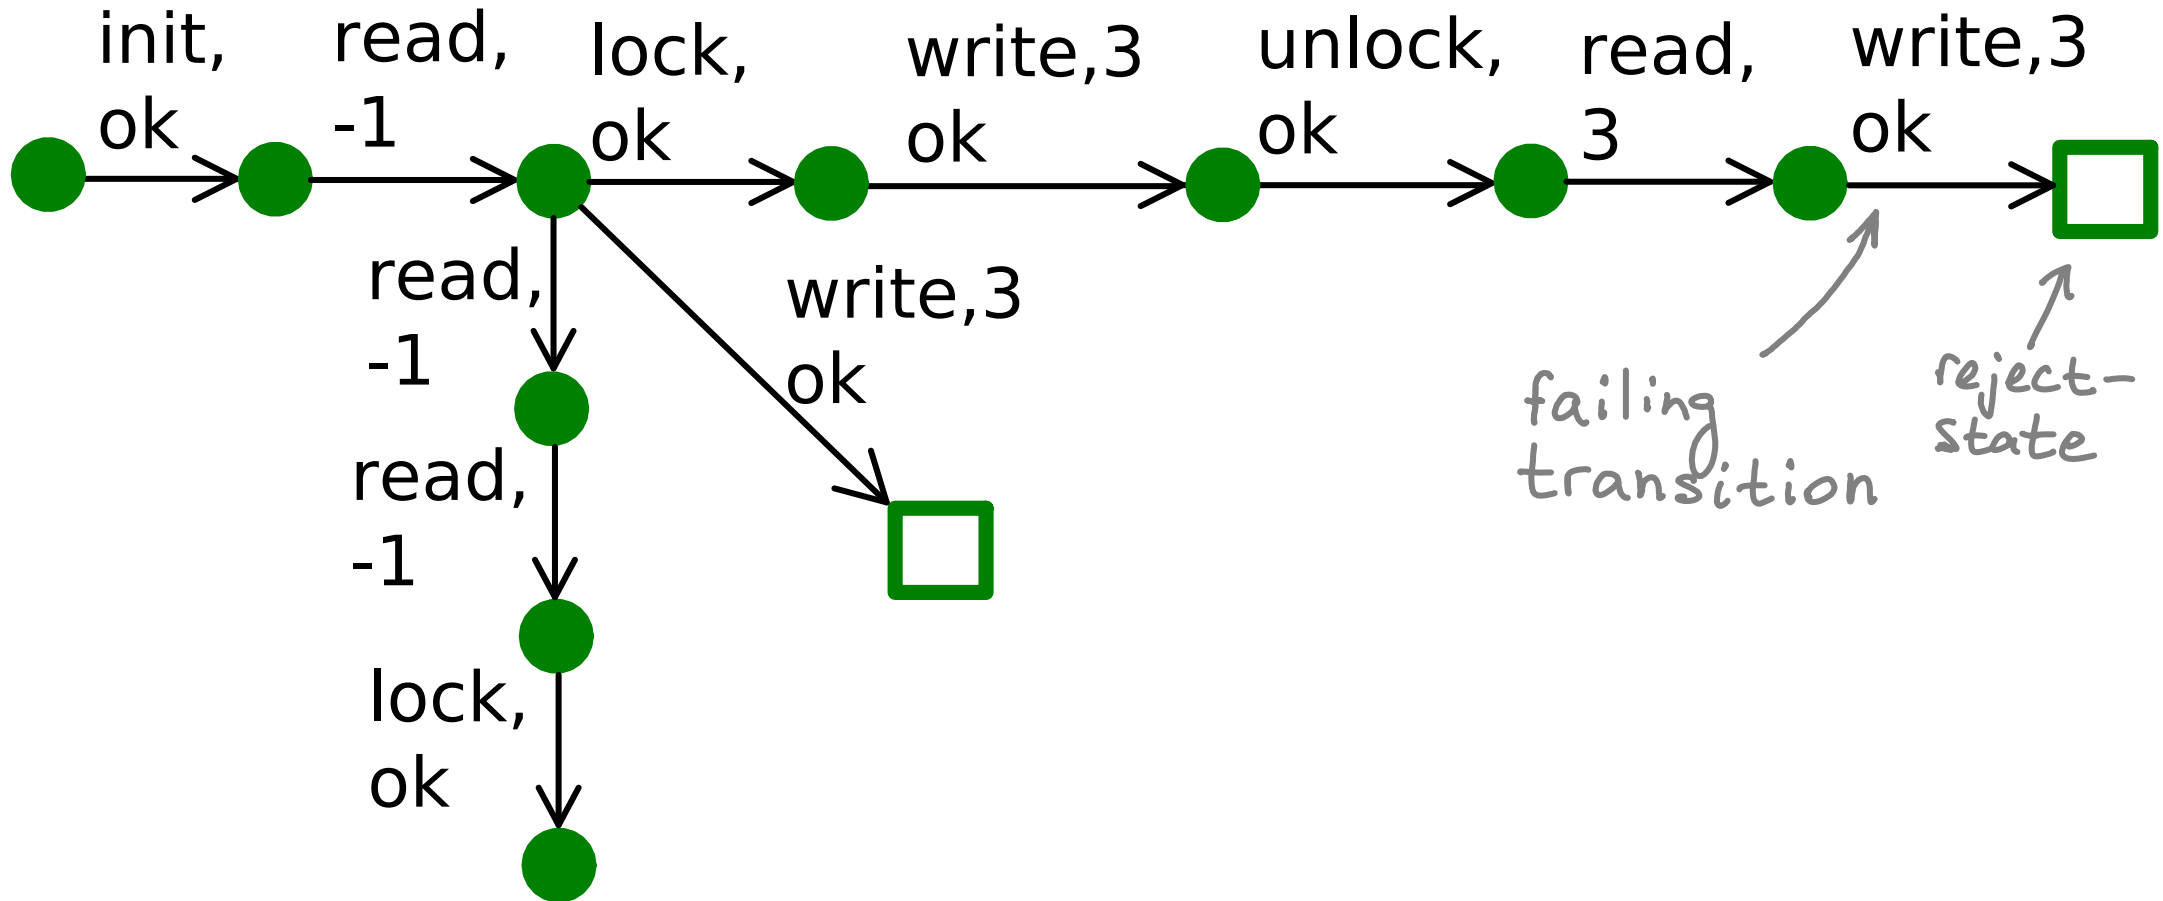 init,
ok
read,
-1
lock,
ok
write,3
ok
unlock,
ok
read,
3
write,3
ok
read,
-1
write,3
ok
failing
transition
reject-
state
read,
-1
lock,
ok